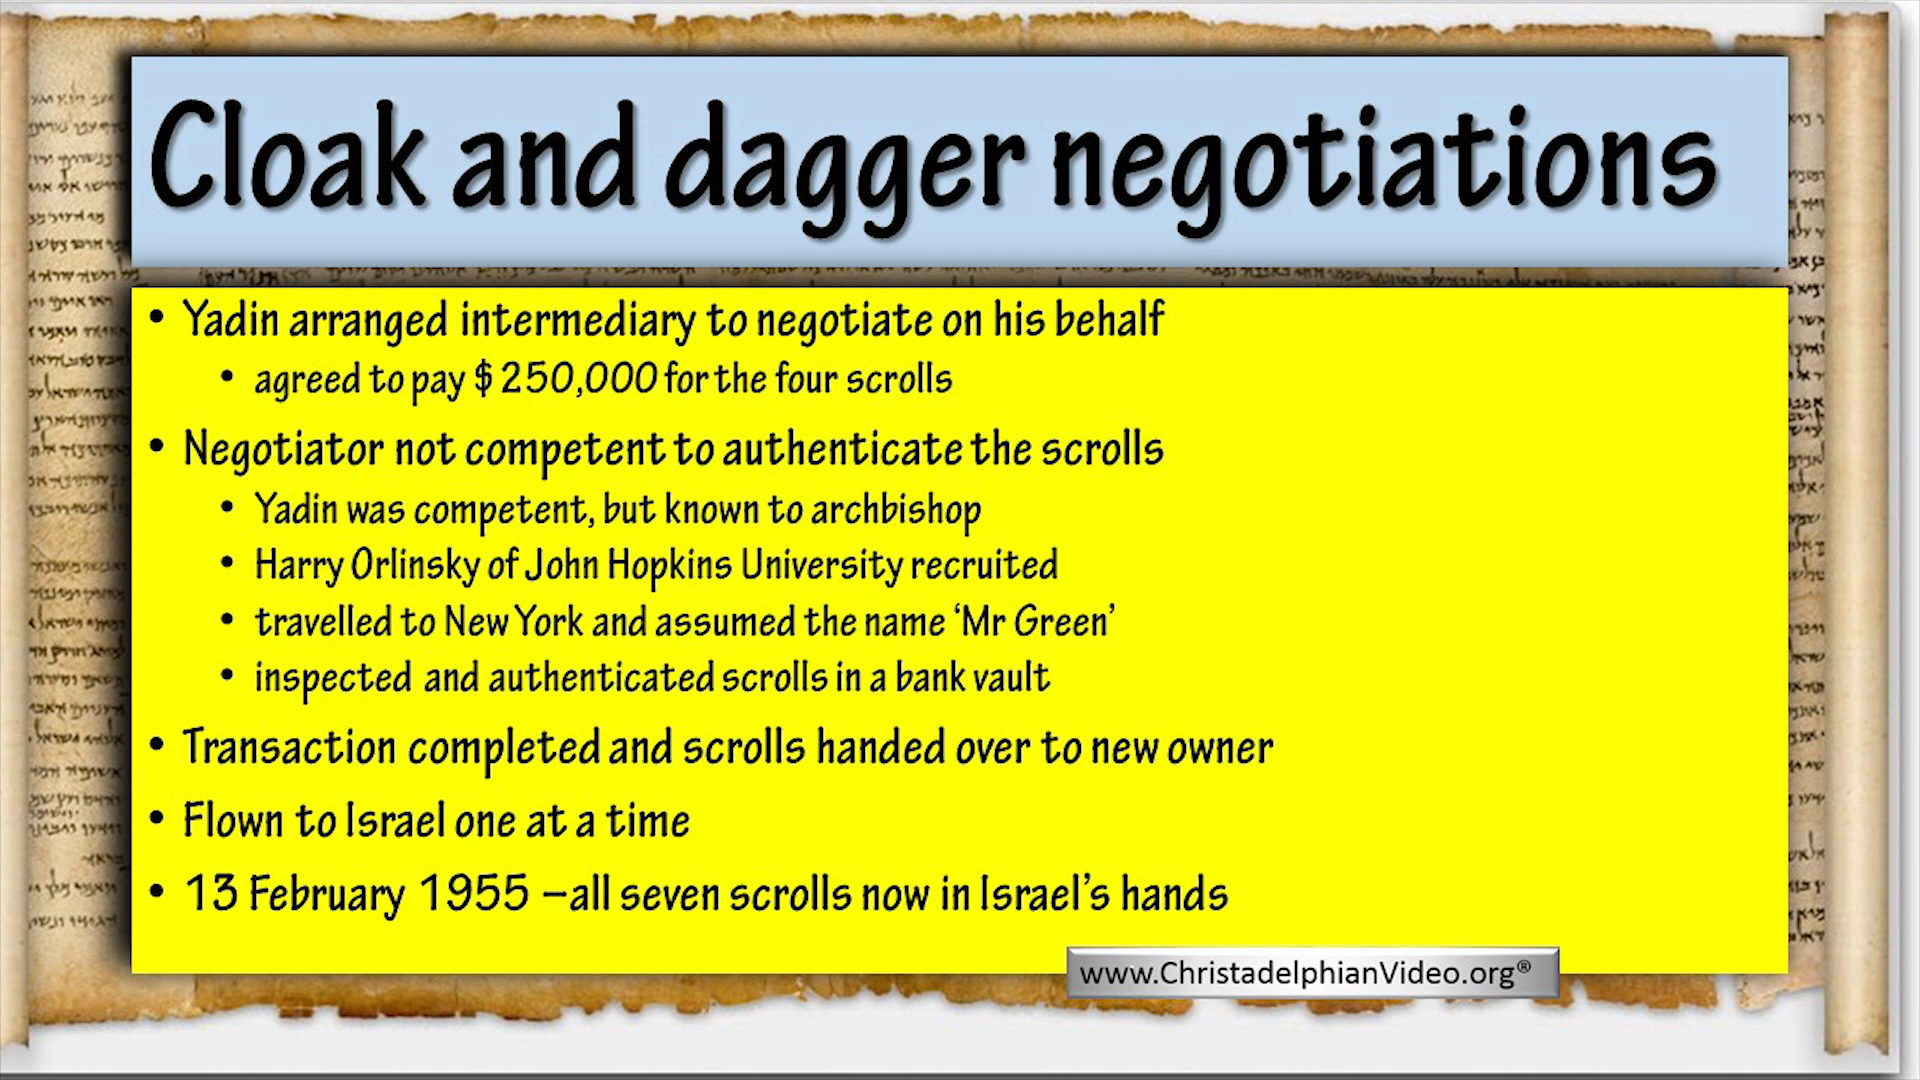 Cloak and dagger negotiations
• Yadin arranged intermediary to negotiate on his behalf
• agreed to pay $250,000 for the four scrolls
• Negotiator not competent to authenticate the scrolls
• Yadin was competent, but known to archbishop
• Harry Orlinsky of John Hopkins University recruited
• travelled to New York and assumed the name ‘Mr Green’
• inspected and authenticated scrolls in a bank vault
• Transaction completed and scrolls handed over to new owner
• Flown to Israel one at a time
• 13 February 1955 –all seven scrolls now in Israel’s hands
www.ChristadelphianVideo.org®